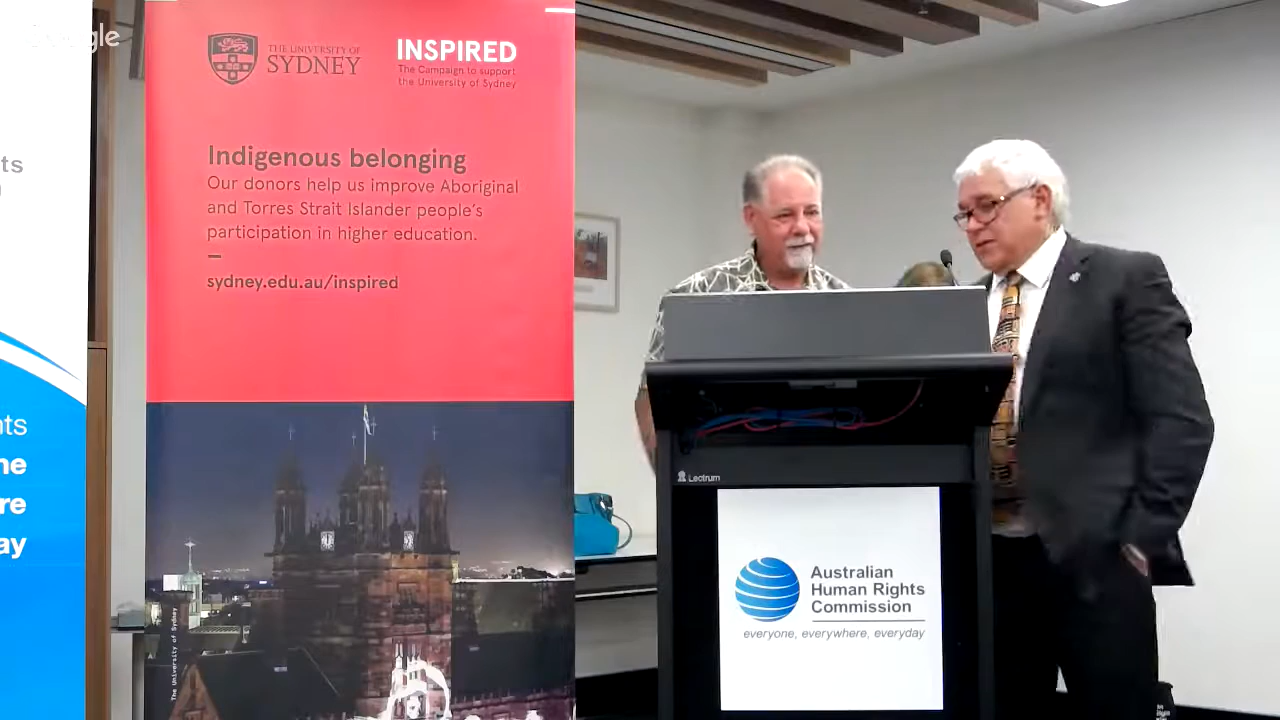 Google
ts
nts
ne
re
ay
THE UNIVERSITY OF
SYDNEY
INSPIRED
The Campaign to support
the University of Sydney
Indigenous belonging
Our donors help us improve Aboriginal
and Torres Strait Islander people's
participation in higher education.
sydney.edu.au/inspired
The University of Sydney
Lectrum
Australian
Human Rights
Commission
everyone, everywhere, everyday